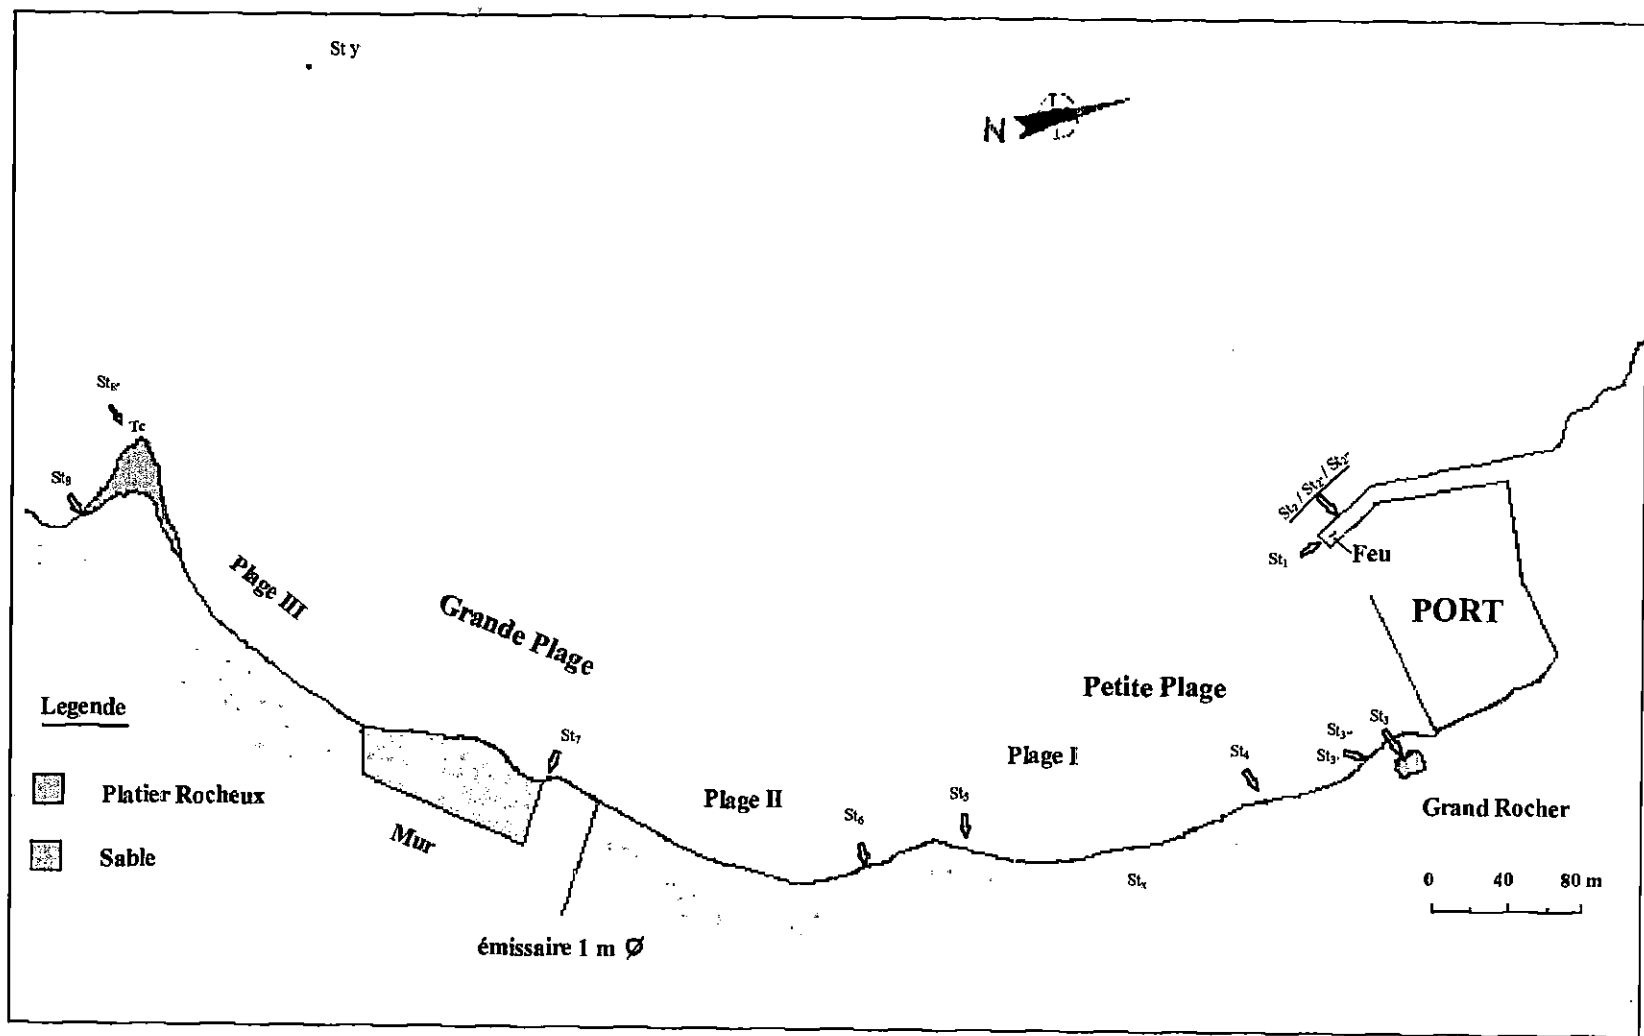 St y
N
St8'
Te
St8
St2 / St2' / St2''
St1
Feu
Plage III
Grande Plage
PORT
Petite Plage
Legende
St7
St3
St3''
St3'
Plage I
St4
Platier Rocheux
Plage II
St5
St6
Grand Rocher
Mur
Sable
Stx
0 40 80 m
émissaire 1 m Ø